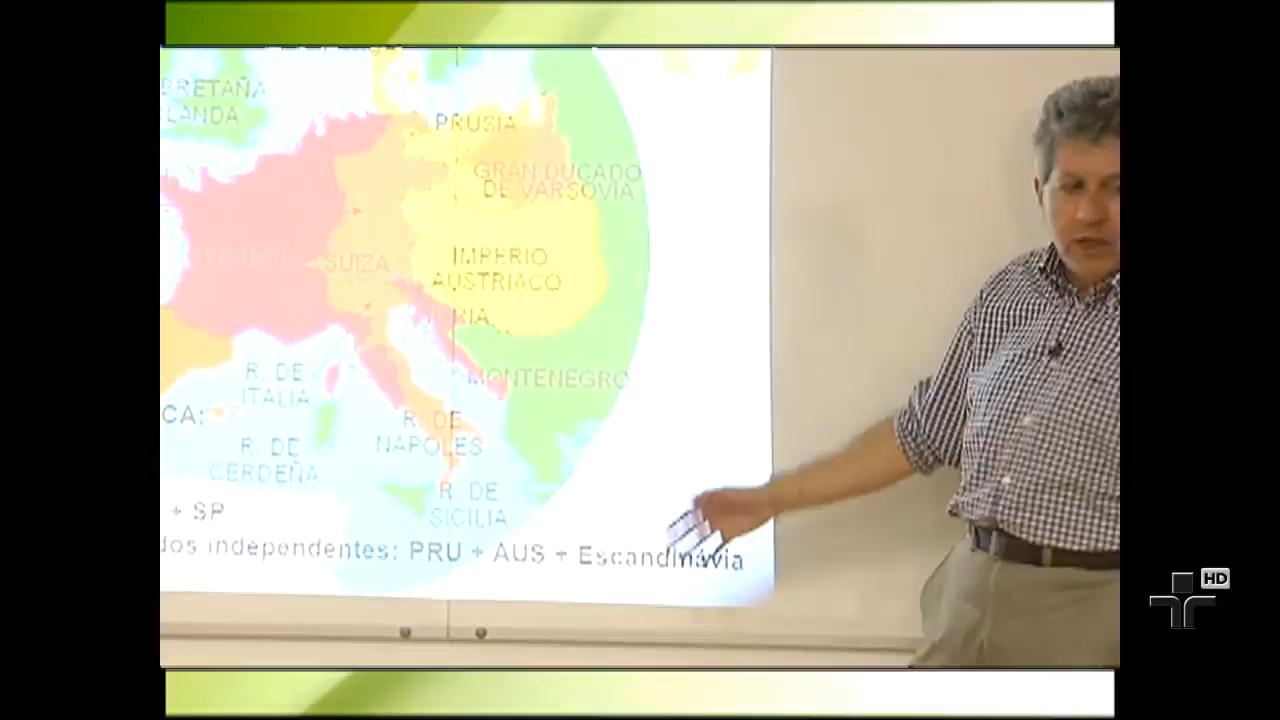 BRETAÑA
LANDA
PRUSIA
GRAN DUCADO
DE VARSOVIA
SUIZA
IMPERIO
AUSTRIACO
R. DE
ITALIA
MONTENEGRO
CA:
R. DE
NAPOLES
R. DE
CERDEÑA
R. DE
SICILIA
+ SP
dos independentes: PRU + AUS + Escandinávia
HD